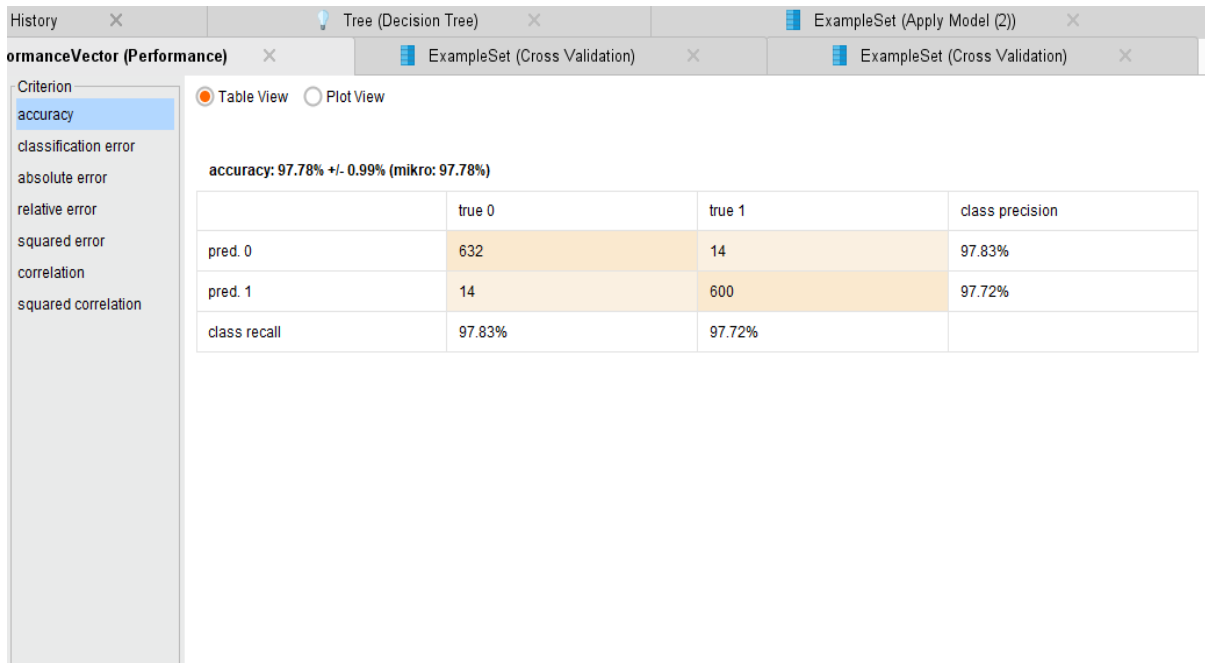 History Tree (Decision Tree) ExampleSet (Apply Model (2))
ormanceVector (Performance) ExampleSet (Cross Validation) ExampleSet (Cross Validation)
Criterion
accuracy
classification error
absolute error
relative error
squared error
correlation
squared correlation
Table View Plot View
accuracy: 97.78% +/- 0.99% (mikro: 97.78%)
true 0 true 1 class precision
pred. 0 632 14 97.83%
pred. 1 14 600 97.72%
class recall 97.83% 97.72%